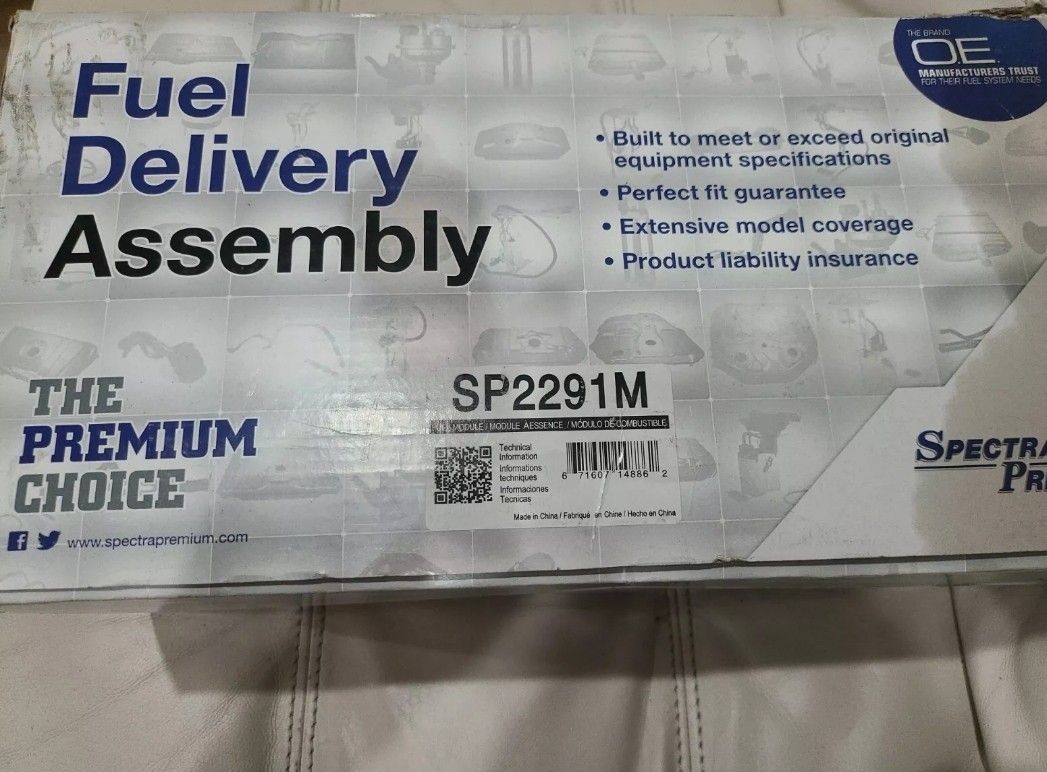 Fuel
Delivery
Assembly
THE BRAND
O.E.
MANUFACTURERS TRUST
FOR THEIR FUEL SYSTEM NEEDS
• Built to meet or exceed original
equipment specifications
• Perfect fit guarantee
• Extensive model coverage
• Product liability insurance
THE
PREMIUM
CHOICE
www.spectrapremium.com
SP2291M
MODULE / MODULE AESSENCE / MÓDULO DE COMBUSTIBLE
Technical
Information
Informations
techniques
Informaciones
Tecnicas
6 71607 14886 2
Made in China / Fabriqué en Chine / Hecho en China
SPECTRA
PR